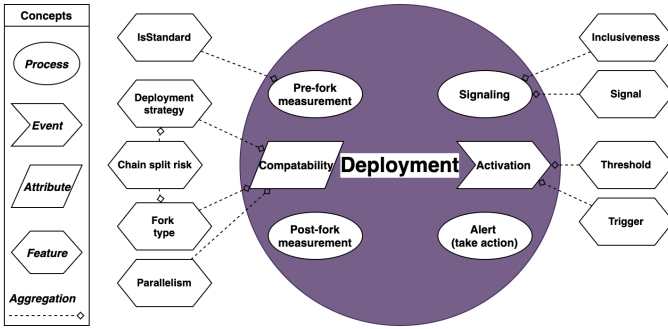 Concepts
Process
Event
Attribute
Feature
Aggregation
IsStandard
Deployment
strategy
Chain split risk
Fork
type
Parallelism
Pre-fork
measurement
Signaling
Compatability
Deployment
Activation
Post-fork
measurement
Alert
(take action)
Inclusiveness
Signal
Threshold
Trigger